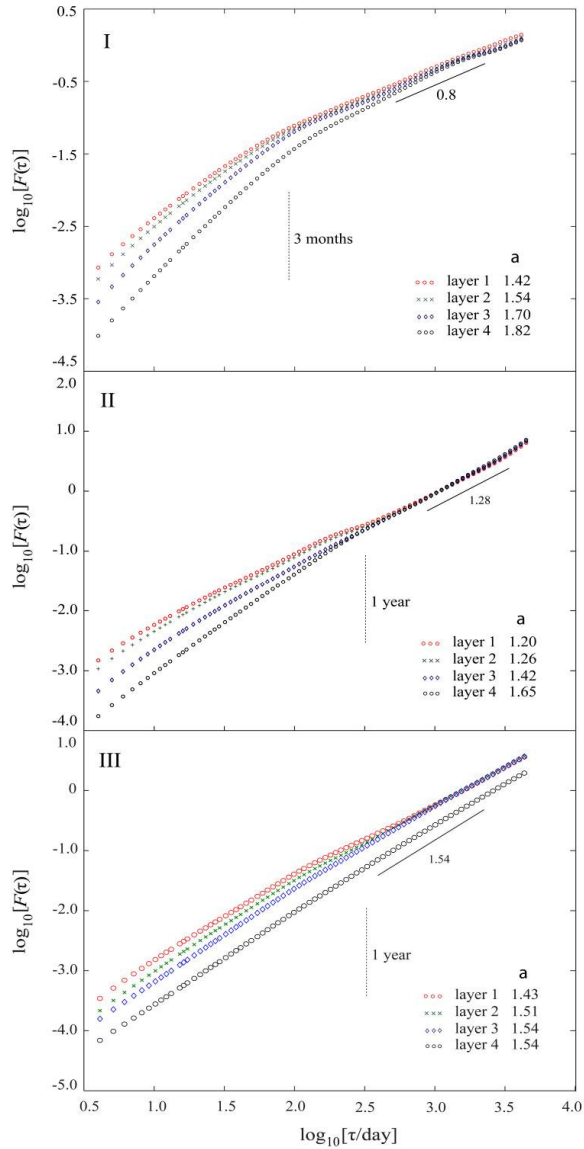 0.5
I
-0.5
0.8
log10[F(τ)]
-1.5
-2.5
3 months
a
layer 1 1.42
layer 2 1.54
layer 3 1.70
layer 4 1.82
-3.5
-4.5
2.0
II
1.0
0
1.28
log10[F(τ)]
-1.0
1 year
-2.0
a
layer 1 1.20
layer 2 1.26
layer 3 1.42
layer 4 1.65
-3.0
-4.0
1.0
III
0
1.54
-1.0
log10[F(τ)]
-2.0
1 year
-3.0
a
layer 1 1.43
layer 2 1.51
layer 3 1.54
layer 4 1.54
-4.0
-5.0
0.5 1.0 1.5 2.0 2.5 3.0 3.5 4.0
log10[τ/day]